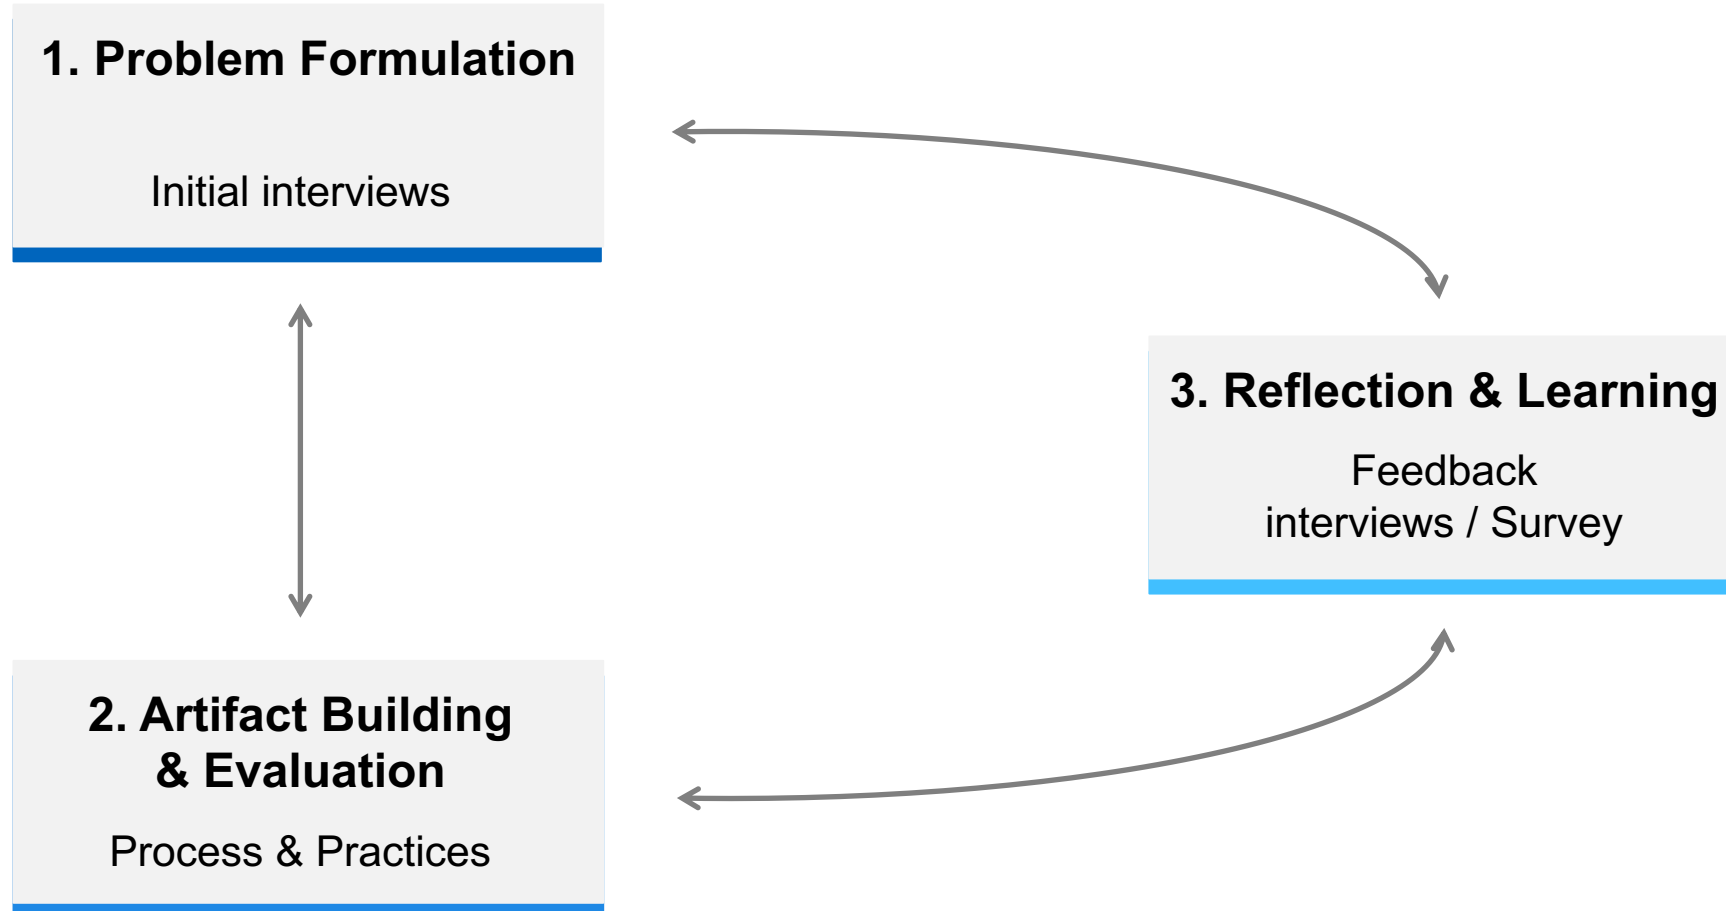 1. Problem Formulation
Initial interviews
3. Reflection & Learning
Feedback
interviews / Survey
2. Artifact Building
& Evaluation
Process & Practices